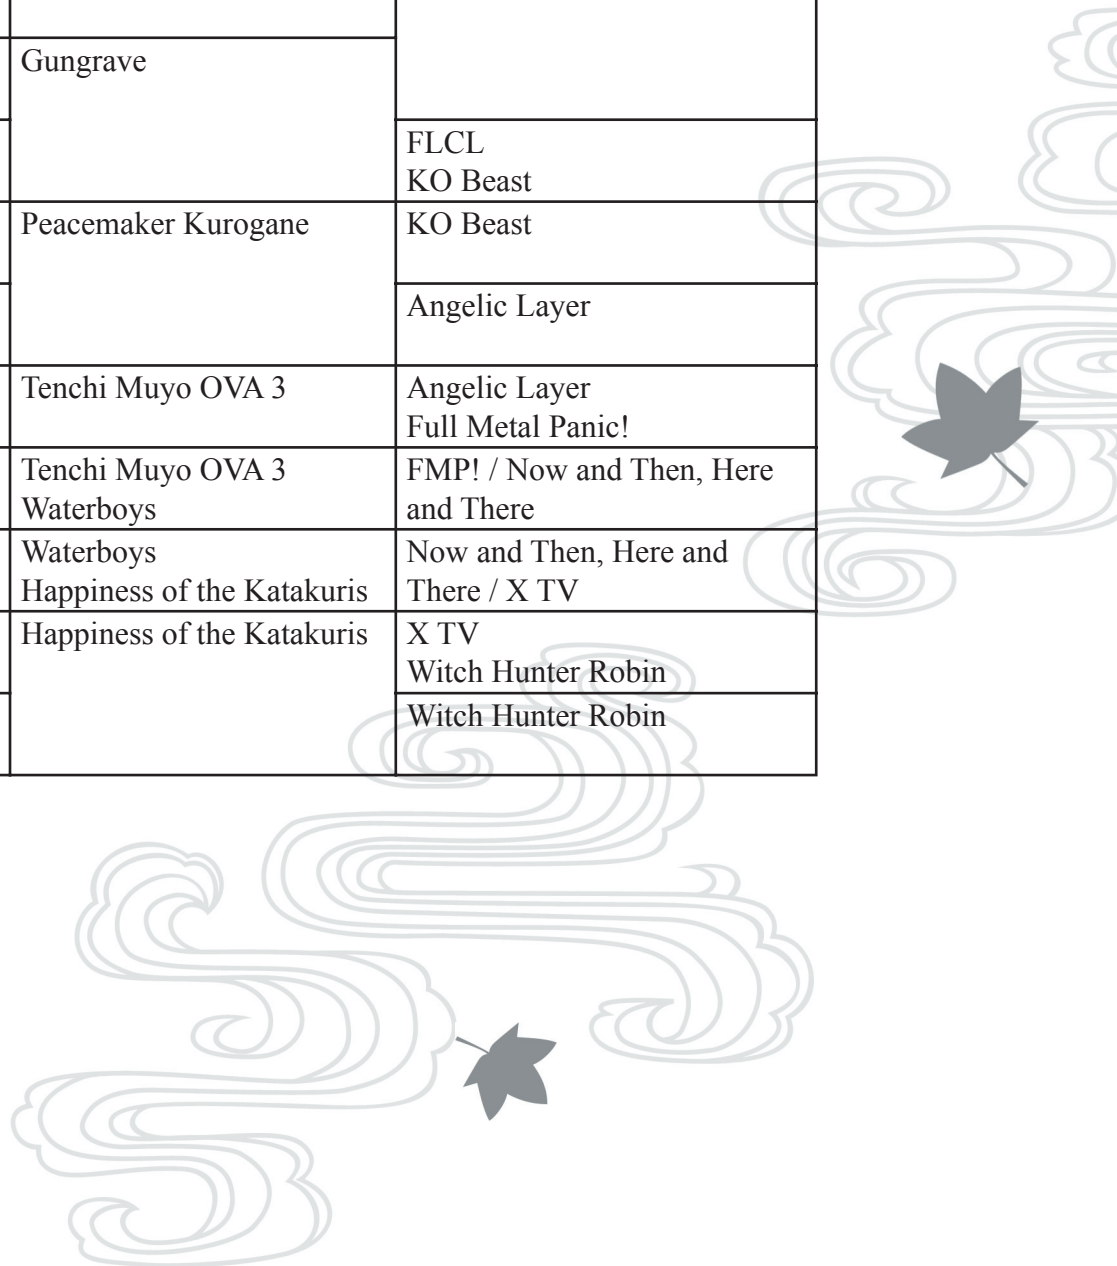 Gungrave
FLCL
KO Beast
Peacemaker Kurogane
KO Beast
Angelic Layer
Tenchi Muyo OVA 3
Angelic Layer
Full Metal Panic!
Tenchi Muyo OVA 3
Waterboys
FMP! / Now and Then, Here
and There
Waterboys
Happiness of the Katakuris
Now and Then, Here and
There / X TV
Happiness of the Katakuris
X TV
Witch Hunter Robin
Witch Hunter Robin